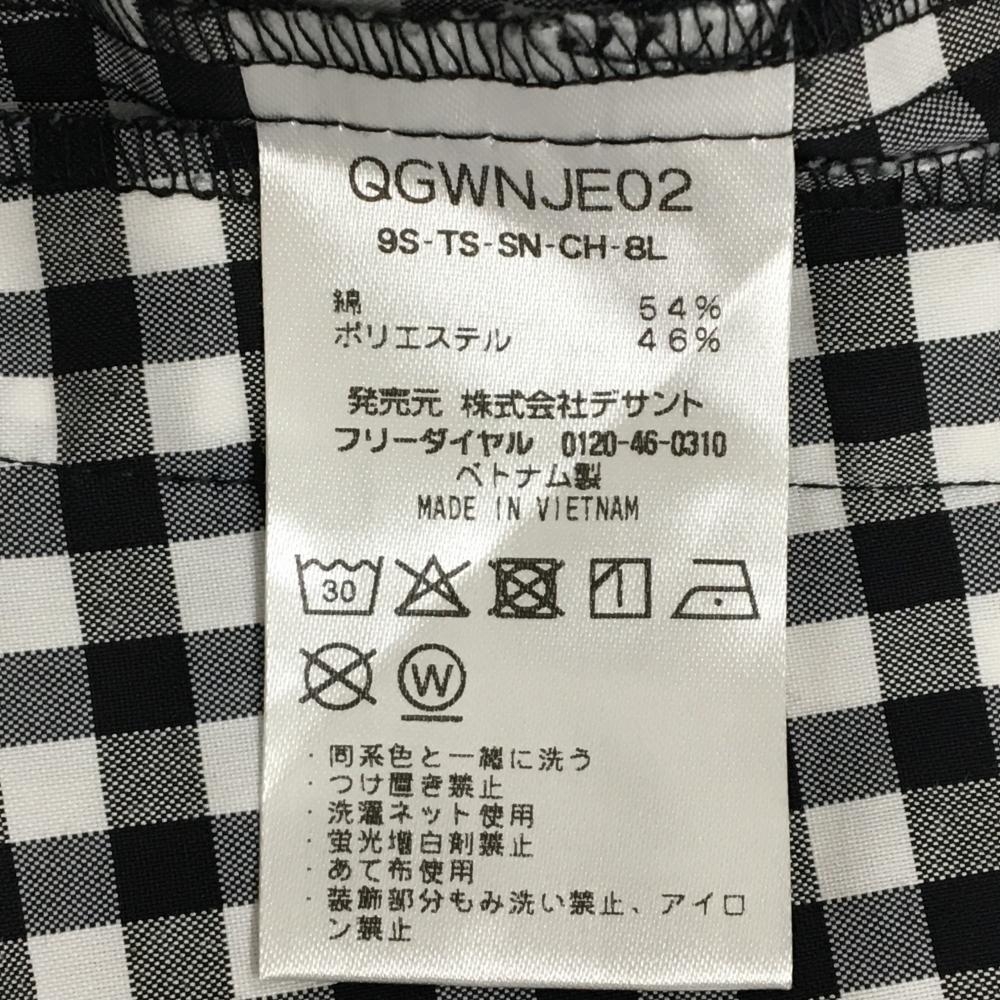 QGWNJE02
9S-TS-SN-CH-8L
綿 54%
ポリエステル 46%
発売元 株式会社デサント
フリーダイヤル 0120-46-0310
ベトナム製
MADE IN VIETNAM
30
W
・同系色と一緒に洗う
・つけ置き禁止
・洗濯ネット使用
・蛍光増白剤禁止
・あて布使用
・装飾部分もみ洗い禁止、アイロ
ン禁止